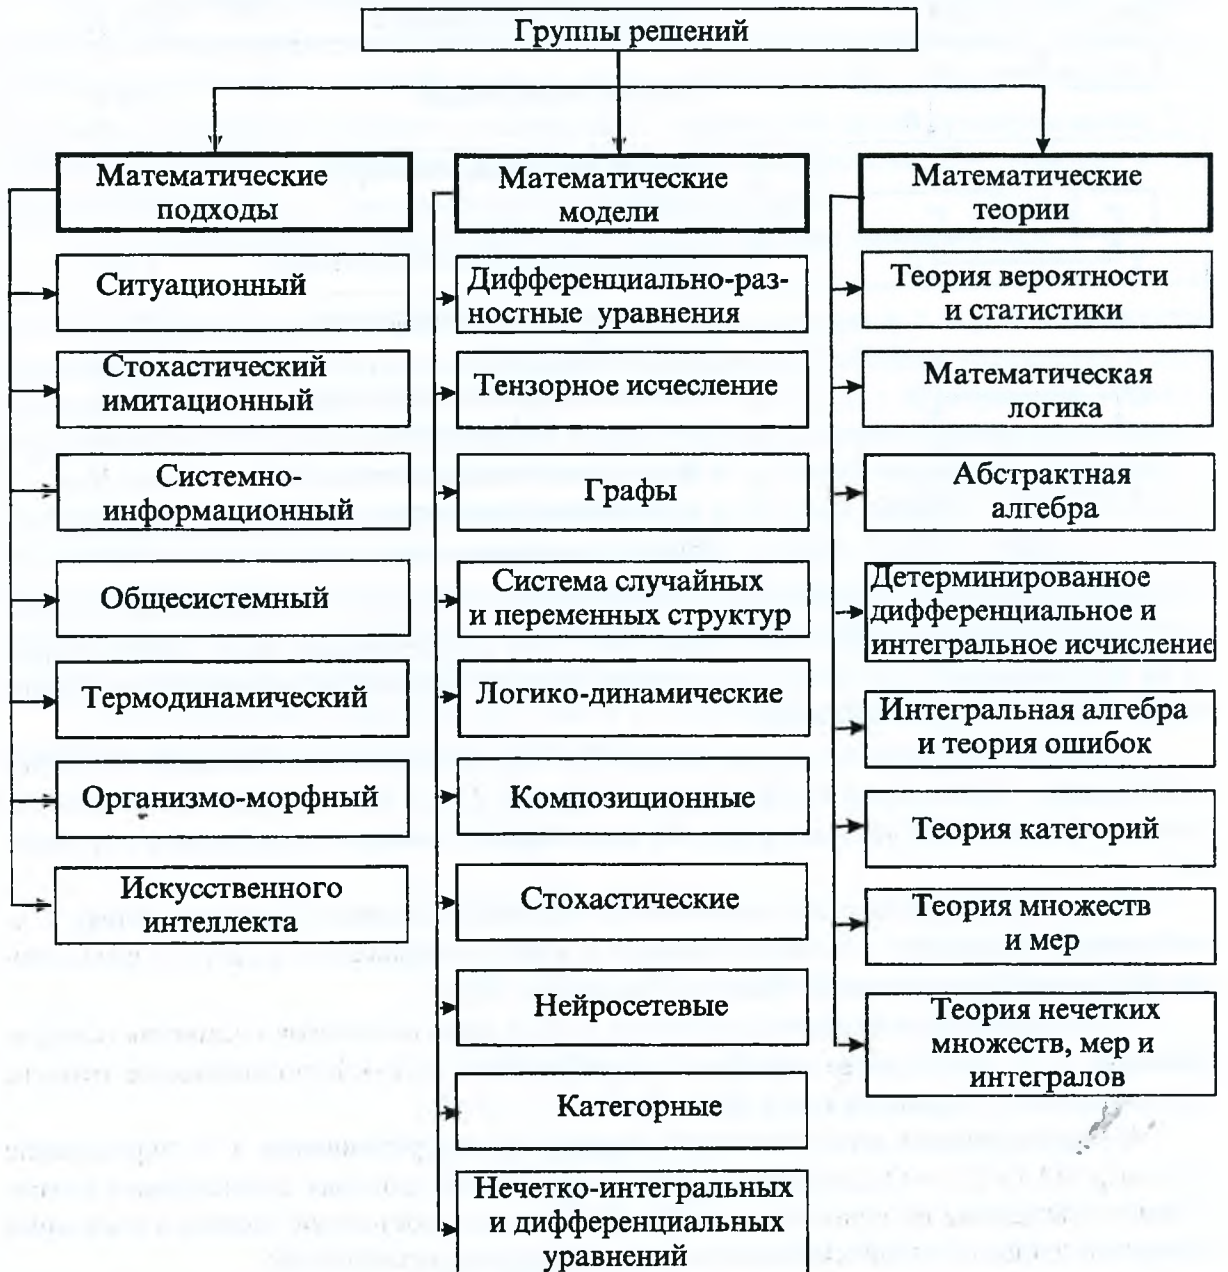 Группы решений
Математические
подходы
Ситуационный
Стохастический
имитационный
Системно-
информационный
Общесистемный
Термодинамический
Организмо-морфный
Искусственного
интеллекта
Математические
модели
Дифференциально-раз-
ностные уравнения
Тензорное исчесление
Графы
Система случайных
и переменных структур
Логико-динамические
Композиционные
Стохастические
Нейросетевые
Категорные
Нечетко-интегральных
и дифференциальных
уравнений
Математические
теории
Теория вероятности
и статистики
Математическая
логика
Абстрактная
алгебра
Детерминированное
дифференциальное и
интегральное исчисление
Интегральная алгебра
и теория ошибок
Теория категорий
Теория множеств
и мер
Теория нечетких
множеств, мер и
интегралов